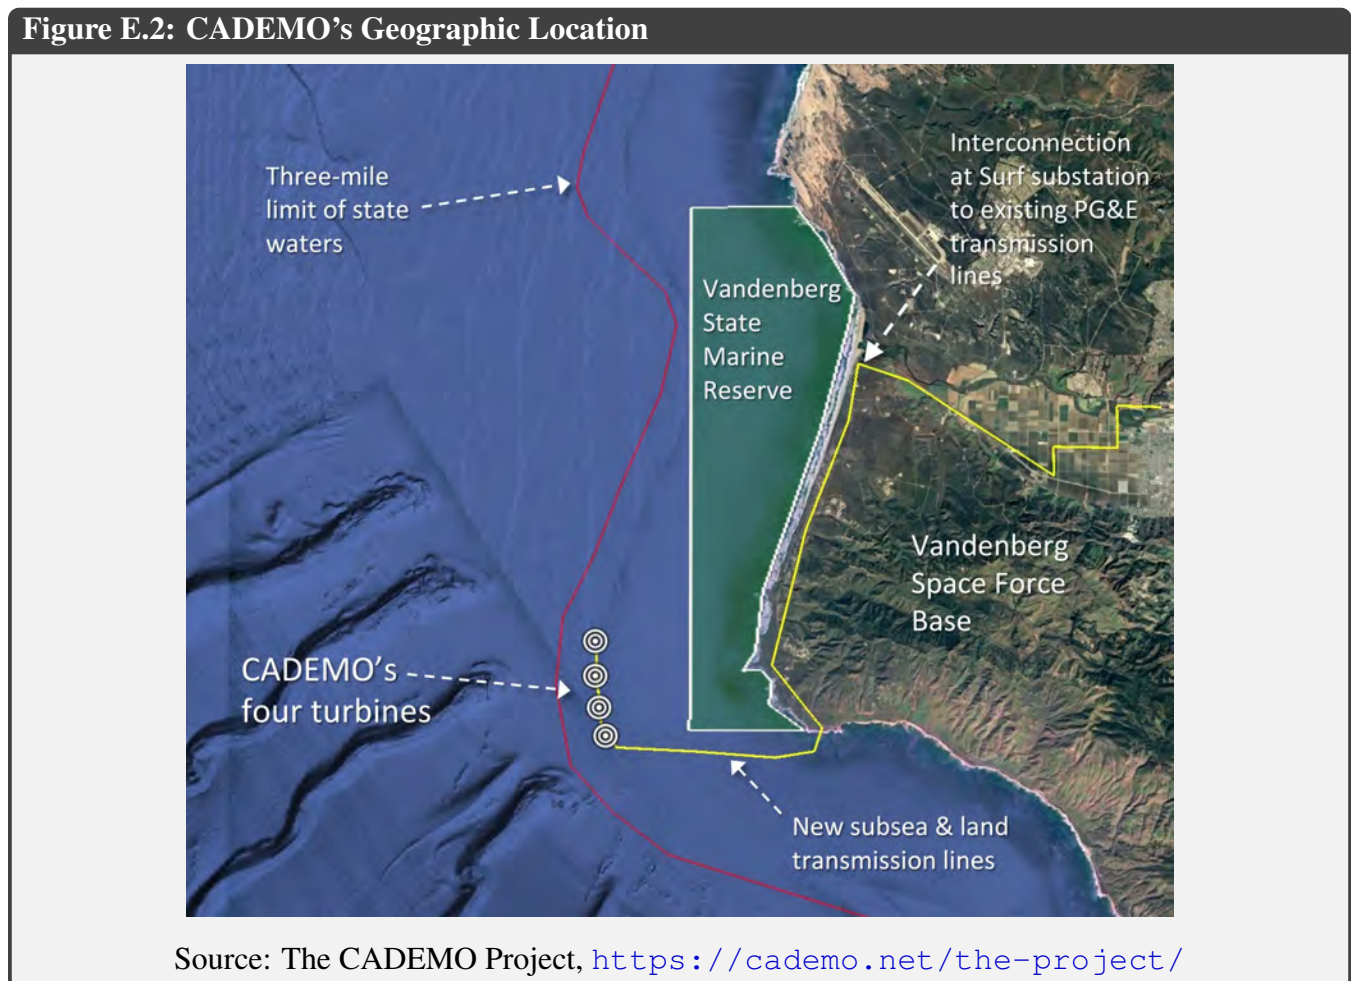 Figure E.2: CADEMO's Geographic Location
Three-mile
limit of state
waters
Interconnection
at Surf substation
to existing PG&E
transmission
lines
Vandenberg
State
Marine
Reserve
Vandenberg
Space Force
Base
CADEMO's
four turbines
New subsea & land
transmission lines
Source: The CADEMO Project, https://cademo.net/the-project/